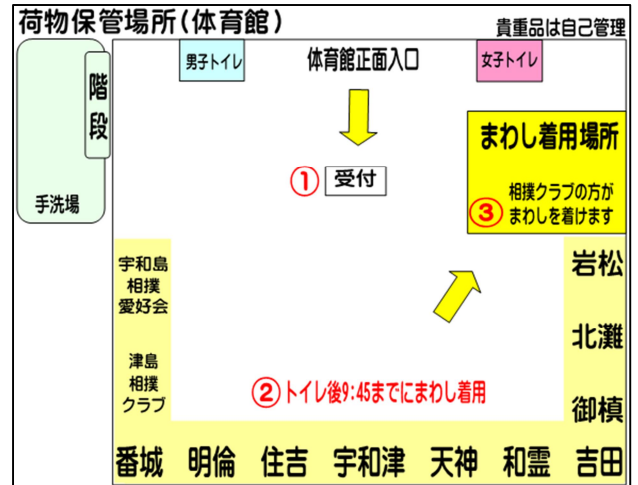 荷物保管場所(体育館)
貴重品は自己管理
階段
手洗場
男子トイレ
体育館正面入口
女子トイレ
① 受付
まわし着用場所
③ 相撲クラブの方が
まわしを着けます
宇和島
相撲
愛好会
津島
相撲
クラブ
岩松
北灘
御槙
② トイレ後9:45までにまわし着用
番城 明倫 住吉 宇和津 天神 和霊 吉田